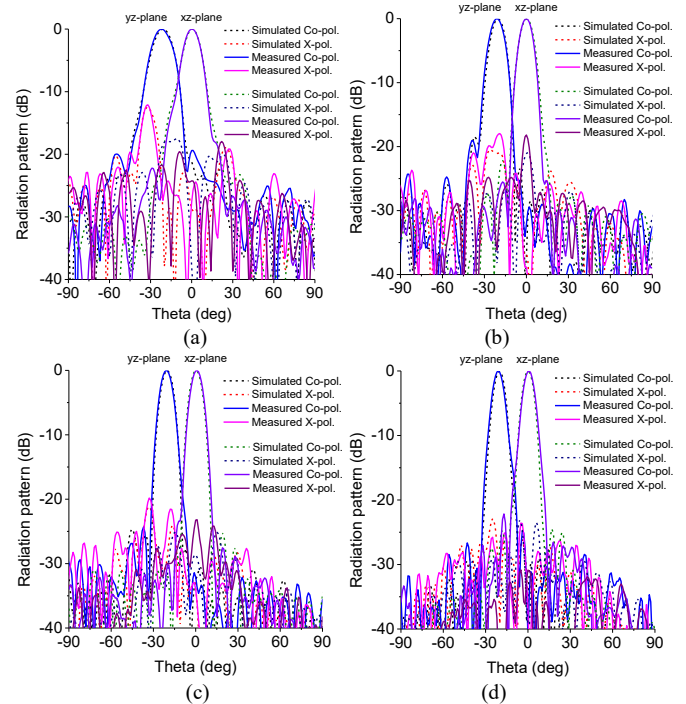 yz-plane xz-plane
Simulated Co-pol.
Simulated X-pol.
Measured Co-pol.
Measured X-pol.
Simulated Co-pol.
Simulated X-pol.
Measured Co-pol.
Measured X-pol.
0
-10
-20
-30
-40
Radiation pattern (dB)
-90 -60 -30 0 30 60 90
Theta (deg)
(a)
yz-plane xz-plane
Simulated Co-pol.
Simulated X-pol.
Measured Co-pol.
Measured X-pol.
Simulated Co-pol.
Simulated X-pol.
Measured Co-pol.
Measured X-pol.
0
-10
-20
-30
-40
Radiation pattern (dB)
-90 -60 -30 0 30 60 90
Theta (deg)
(b)
yz-plane xz-plane
Simulated Co-pol.
Simulated X-pol.
Measured Co-pol.
Measured X-pol.
Simulated Co-pol.
Simulated X-pol.
Measured Co-pol.
Measured X-pol.
0
-10
-20
-30
-40
Radiation pattern (dB)
-90 -60 -30 0 30 60 90
Theta (deg)
(c)
yz-plane xz-plane
Simulated Co-pol.
Simulated X-pol.
Measured Co-pol.
Measured X-pol.
Simulated Co-pol.
Simulated X-pol.
Measured Co-pol.
Measured X-pol.
0
-10
-20
-30
-40
Radiation pattern (dB)
-90 -60 -30 0 30 60 90
Theta (deg)
(d)